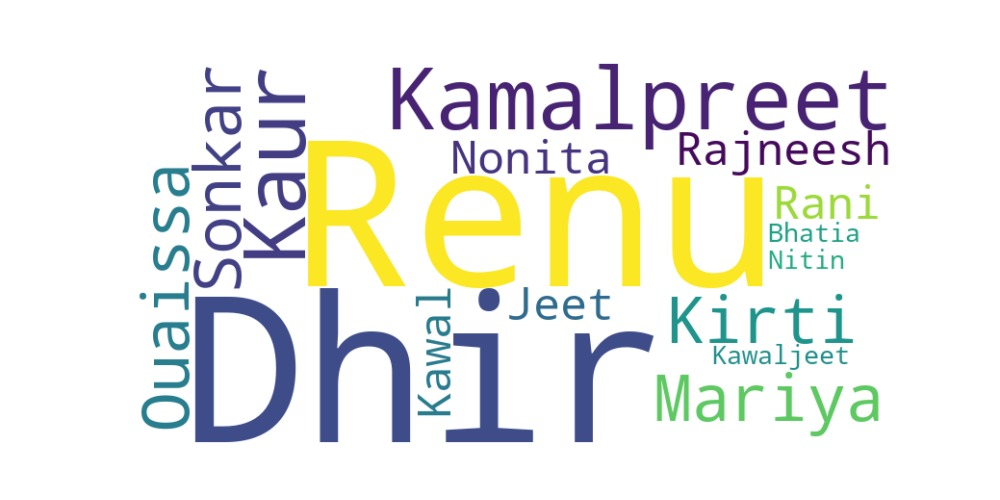 Kamalpreet
Sonkar
Kaur
Nonita
Rajneesh
Renu
Ouaissa
Rani
Bhatia
Nitin
Dhir
Kawal
Jeet
Kirti
Kawaljeet
Mariya